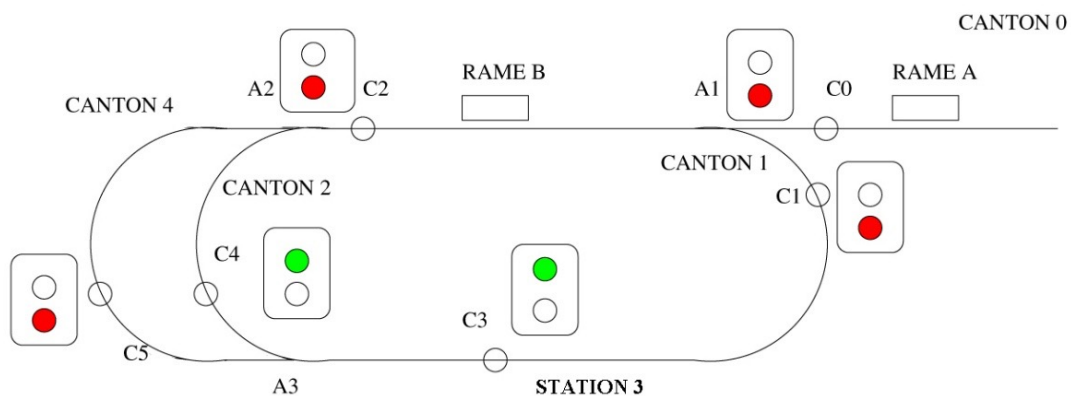 CANTON 0
RAME B
RAME A
A2
C2
A1
C0
CANTON 4
CANTON 1
CANTON 2
C1
C4
C3
C5
A3
STATION 3